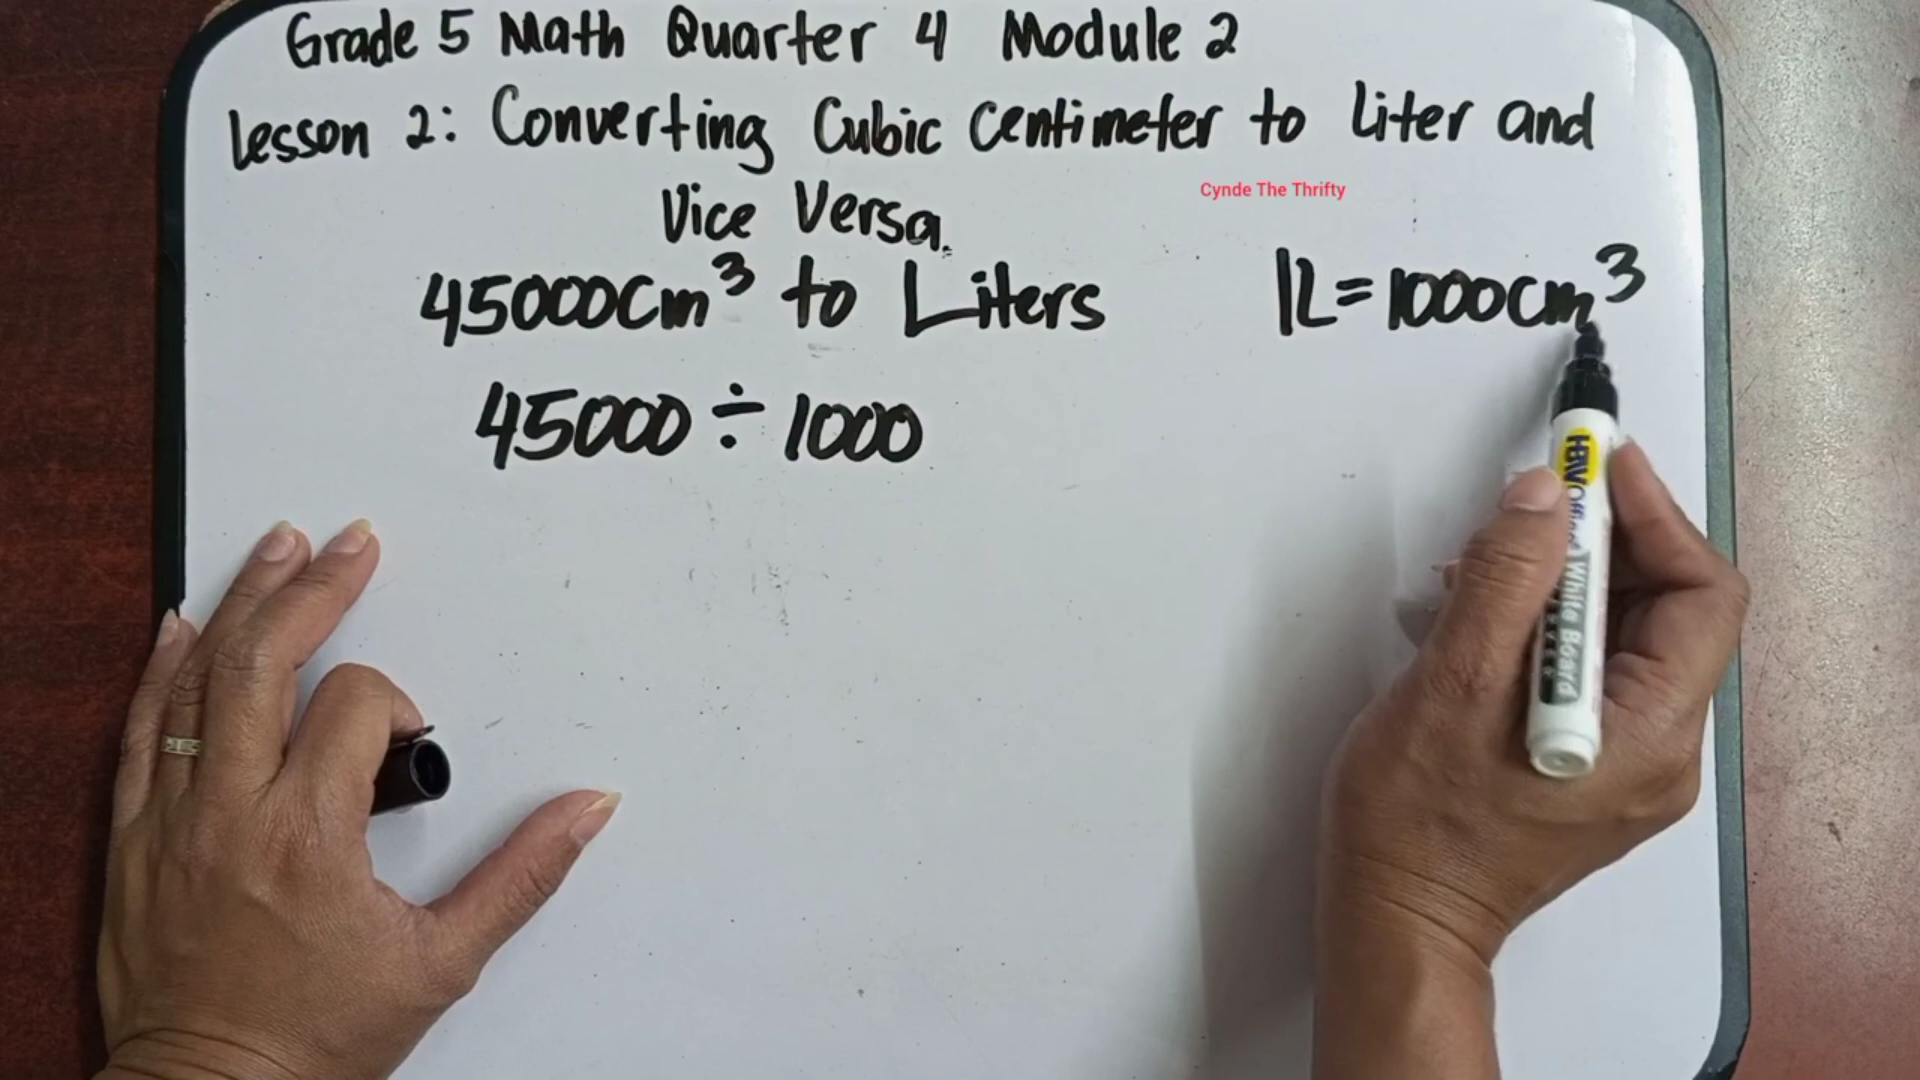 Grade 5 Math Quarter 4 Module 2
Lesson 2: Converting Cubic Centimeter to Liter and
Vice Versa.
Cynde The Thrifty
45000cm³ to Liters
1L=1000cm³
45000 ÷ 1000
HBW Office
White Board